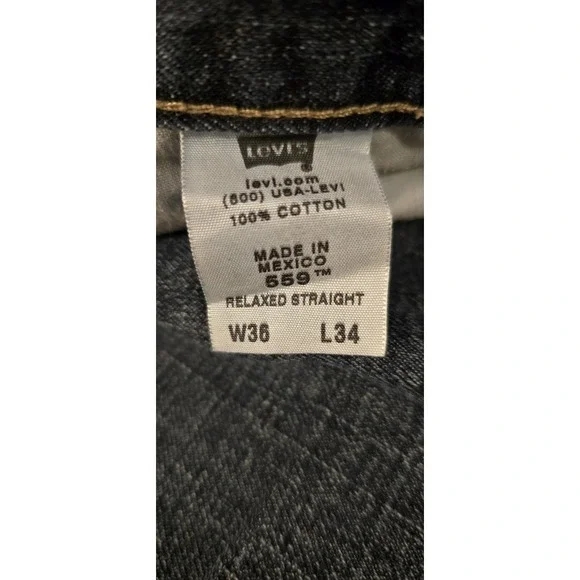 LEVI'S
®
levi.com
(800) USA-LEVI
100% COTTON
MADE IN
MEXICO
559™
RELAXED STRAIGHT
W36 L34